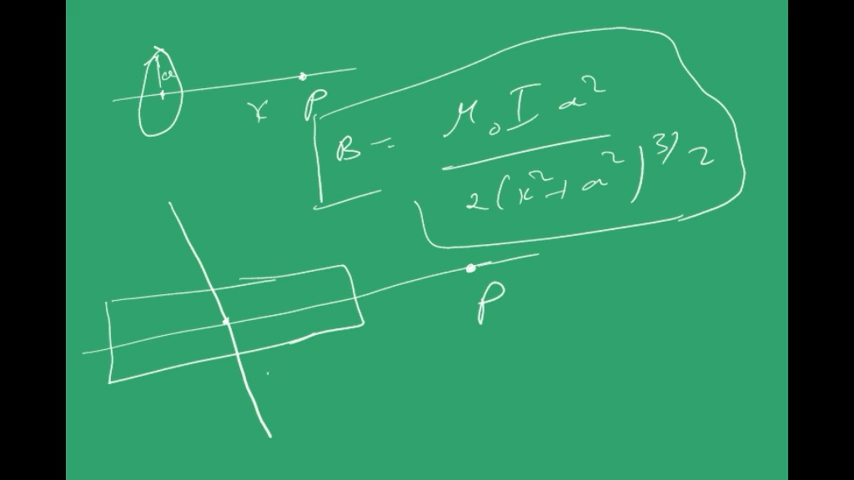 a
x P
B = μ₀ I a² / 2(x² + a²)^3/2
P